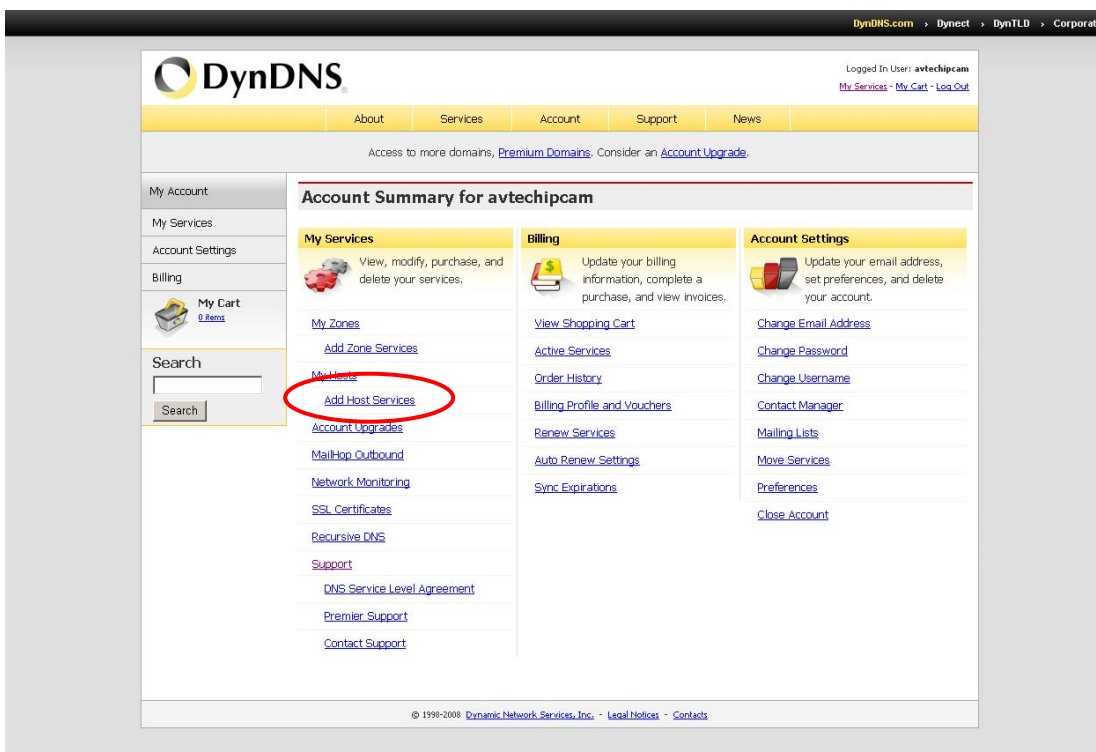 DynDNS.com › Dynect › DynTLD › Corporat
DynDNS
Logged In User: avtechipcam
My Services - My Cart - Log Out
About Services Account Support News
Access to more domains, Premium Domains. Consider an Account Upgrade.
My Account
My Services
Account Settings
Billing
My Cart
0 items
Search
Search
Account Summary for avtechipcam
My Services
View, modify, purchase, and
delete your services.
My Zones
Add Zone Services
My Hosts
Add Host Services
Account Upgrades
MailHop Outbound
Network Monitoring
SSL Certificates
Recursive DNS
Support
DNS Service Level Agreement
Premier Support
Contact Support
Billing
Update your billing
information, complete a
purchase, and view invoices.
View Shopping Cart
Active Services
Order History
Billing Profile and Vouchers
Renew Services
Auto Renew Settings
Sync Expirations
Account Settings
Update your email address,
set preferences, and delete
your account.
Change Email Address
Change Password
Change Username
Contact Manager
Mailing Lists
Move Services
Preferences
Close Account
© 1998-2008 Dynamic Network Services, Inc. - Legal Notices - Contacts